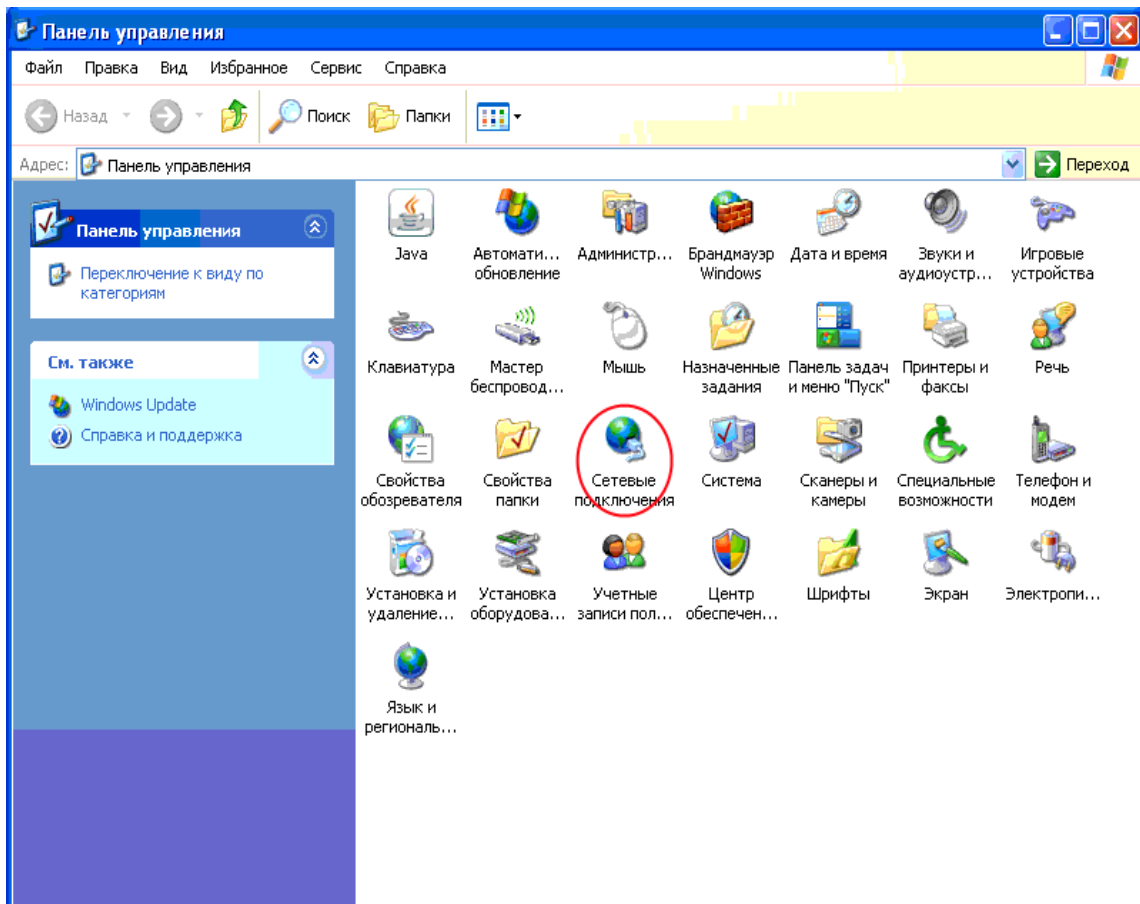 Панель управления
Файл Правка Вид Избранное Сервис Справка
Назад Поиск Папки
Адрес: Панель управления Переход
Панель управления
Переключение к виду по
категориям
См. также
Windows Update
Справка и поддержка
Java Автомати... Администр... Брандмауэр Дата и время Звуки и Игровые
обновление Windows аудиоустр... устройства
Клавиатура Мастер Мышь Назначенные Панель задач Принтеры и Речь
беспровод... задания и меню "Пуск" факсы
Свойства Свойства Сетевые Система Сканеры и Специальные Телефон и
обозревателя папки подключения камеры возможности модем
Установка и Установка Учетные Центр Шрифты Экран Электропи...
удаление... оборудова... записи пол... обеспечен...
Язык и
региональ...